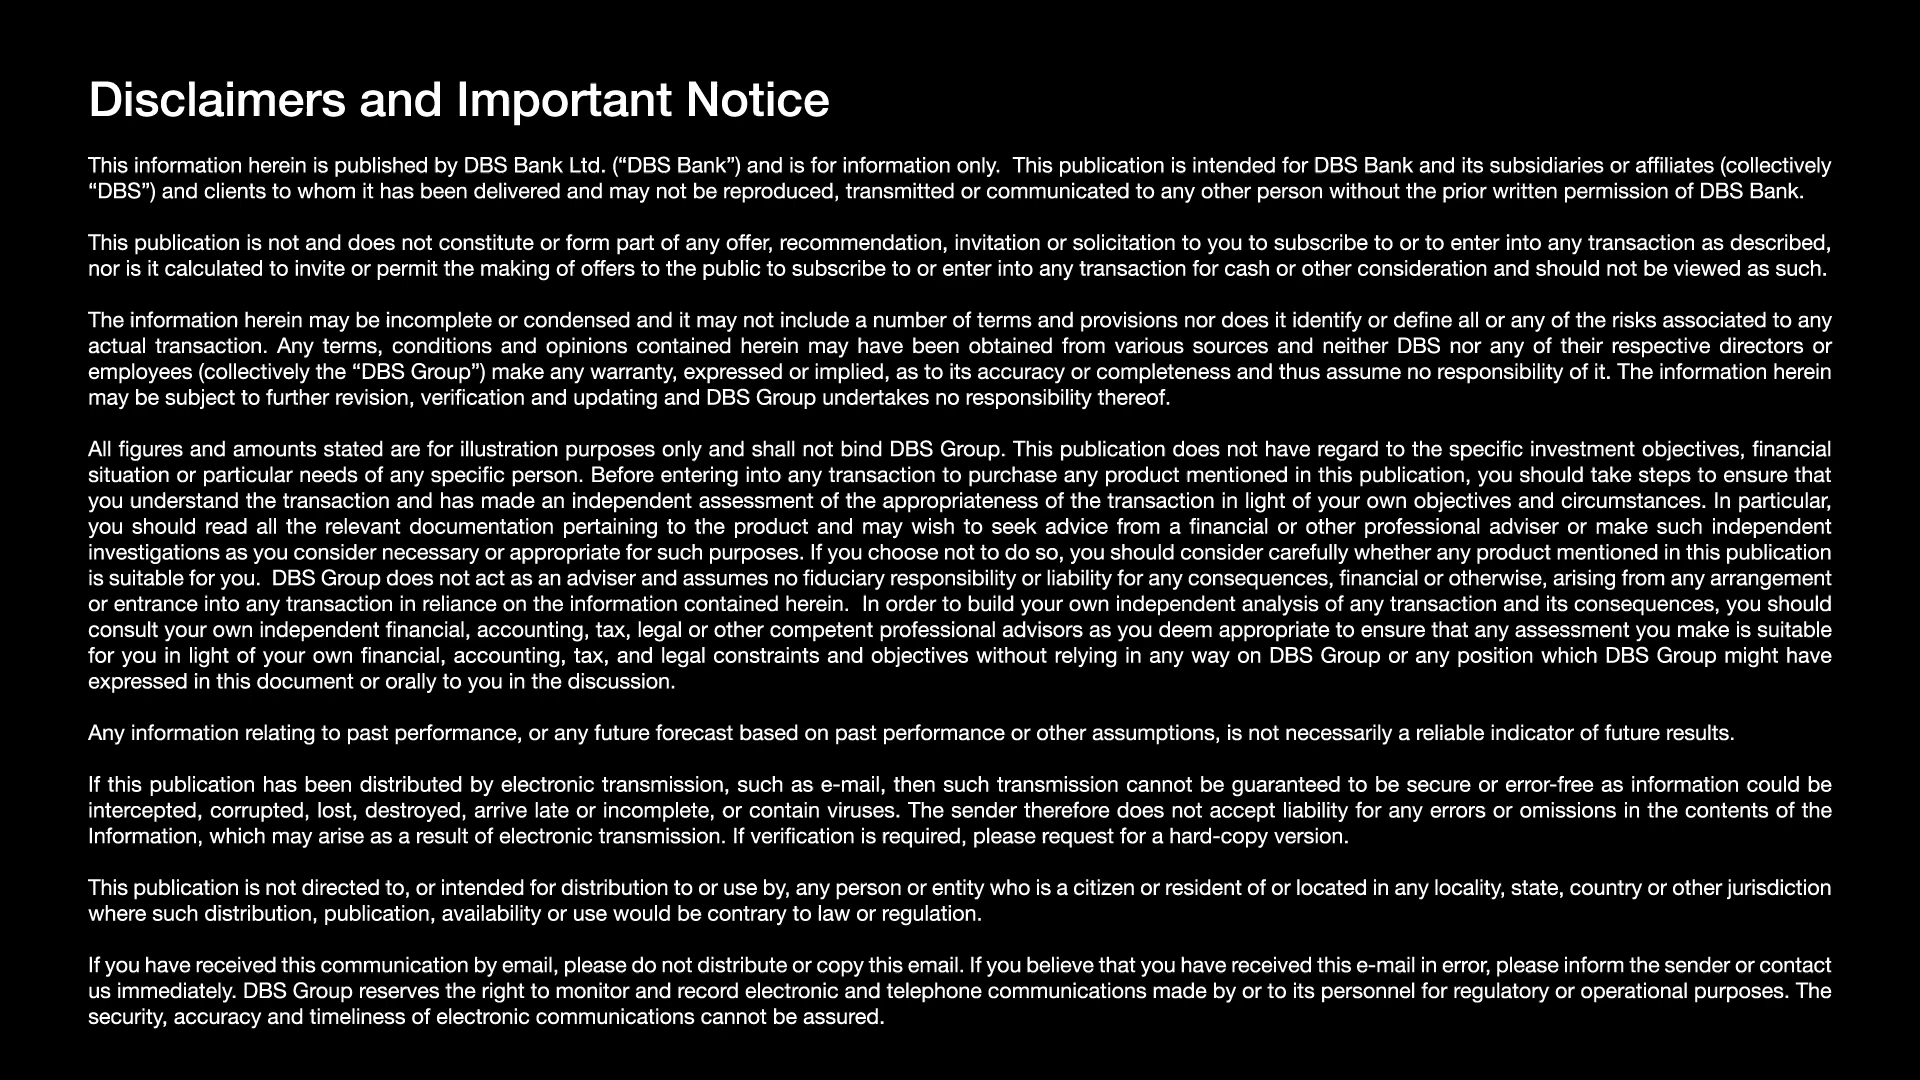 Disclaimers and Important Notice
This information herein is published by DBS Bank Ltd. (“DBS Bank”) and is for information only.  This publication is intended for DBS Bank and its subsidiaries or affiliates (collectively
“DBS”) and clients to whom it has been delivered and may not be reproduced, transmitted or communicated to any other person without the prior written permission of DBS Bank.
This publication is not and does not constitute or form part of any offer, recommendation, invitation or solicitation to you to subscribe to or to enter into any transaction as described,
nor is it calculated to invite or permit the making of offers to the public to subscribe to or enter into any transaction for cash or other consideration and should not be viewed as such.
The information herein may be incomplete or condensed and it may not include a number of terms and provisions nor does it identify or define all or any of the risks associated to any
actual transaction. Any terms, conditions and opinions contained herein may have been obtained from various sources and neither DBS nor any of their respective directors or
employees (collectively the “DBS Group”) make any warranty, expressed or implied, as to its accuracy or completeness and thus assume no responsibility of it. The information herein
may be subject to further revision, verification and updating and DBS Group undertakes no responsibility thereof.
All figures and amounts stated are for illustration purposes only and shall not bind DBS Group. This publication does not have regard to the specific investment objectives, financial
situation or particular needs of any specific person. Before entering into any transaction to purchase any product mentioned in this publication, you should take steps to ensure that
you understand the transaction and has made an independent assessment of the appropriateness of the transaction in light of your own objectives and circumstances. In particular,
you should read all the relevant documentation pertaining to the product and may wish to seek advice from a financial or other professional adviser or make such independent
investigations as you consider necessary or appropriate for such purposes. If you choose not to do so, you should consider carefully whether any product mentioned in this publication
is suitable for you.  DBS Group does not act as an adviser and assumes no fiduciary responsibility or liability for any consequences, financial or otherwise, arising from any arrangement
or entrance into any transaction in reliance on the information contained herein.  In order to build your own independent analysis of any transaction and its consequences, you should
consult your own independent financial, accounting, tax, legal or other competent professional advisors as you deem appropriate to ensure that any assessment you make is suitable
for you in light of your own financial, accounting, tax, and legal constraints and objectives without relying in any way on DBS Group or any position which DBS Group might have
expressed in this document or orally to you in the discussion.
Any information relating to past performance, or any future forecast based on past performance or other assumptions, is not necessarily a reliable indicator of future results.
If this publication has been distributed by electronic transmission, such as e-mail, then such transmission cannot be guaranteed to be secure or error-free as information could be
intercepted, corrupted, lost, destroyed, arrive late or incomplete, or contain viruses. The sender therefore does not accept liability for any errors or omissions in the contents of the
Information, which may arise as a result of electronic transmission. If verification is required, please request for a hard-copy version.
This publication is not directed to, or intended for distribution to or use by, any person or entity who is a citizen or resident of or located in any locality, state, country or other jurisdiction
where such distribution, publication, availability or use would be contrary to law or regulation.
If you have received this communication by email, please do not distribute or copy this email. If you believe that you have received this e-mail in error, please inform the sender or contact
us immediately. DBS Group reserves the right to monitor and record electronic and telephone communications made by or to its personnel for regulatory or operational purposes. The
security, accuracy and timeliness of electronic communications cannot be assured.